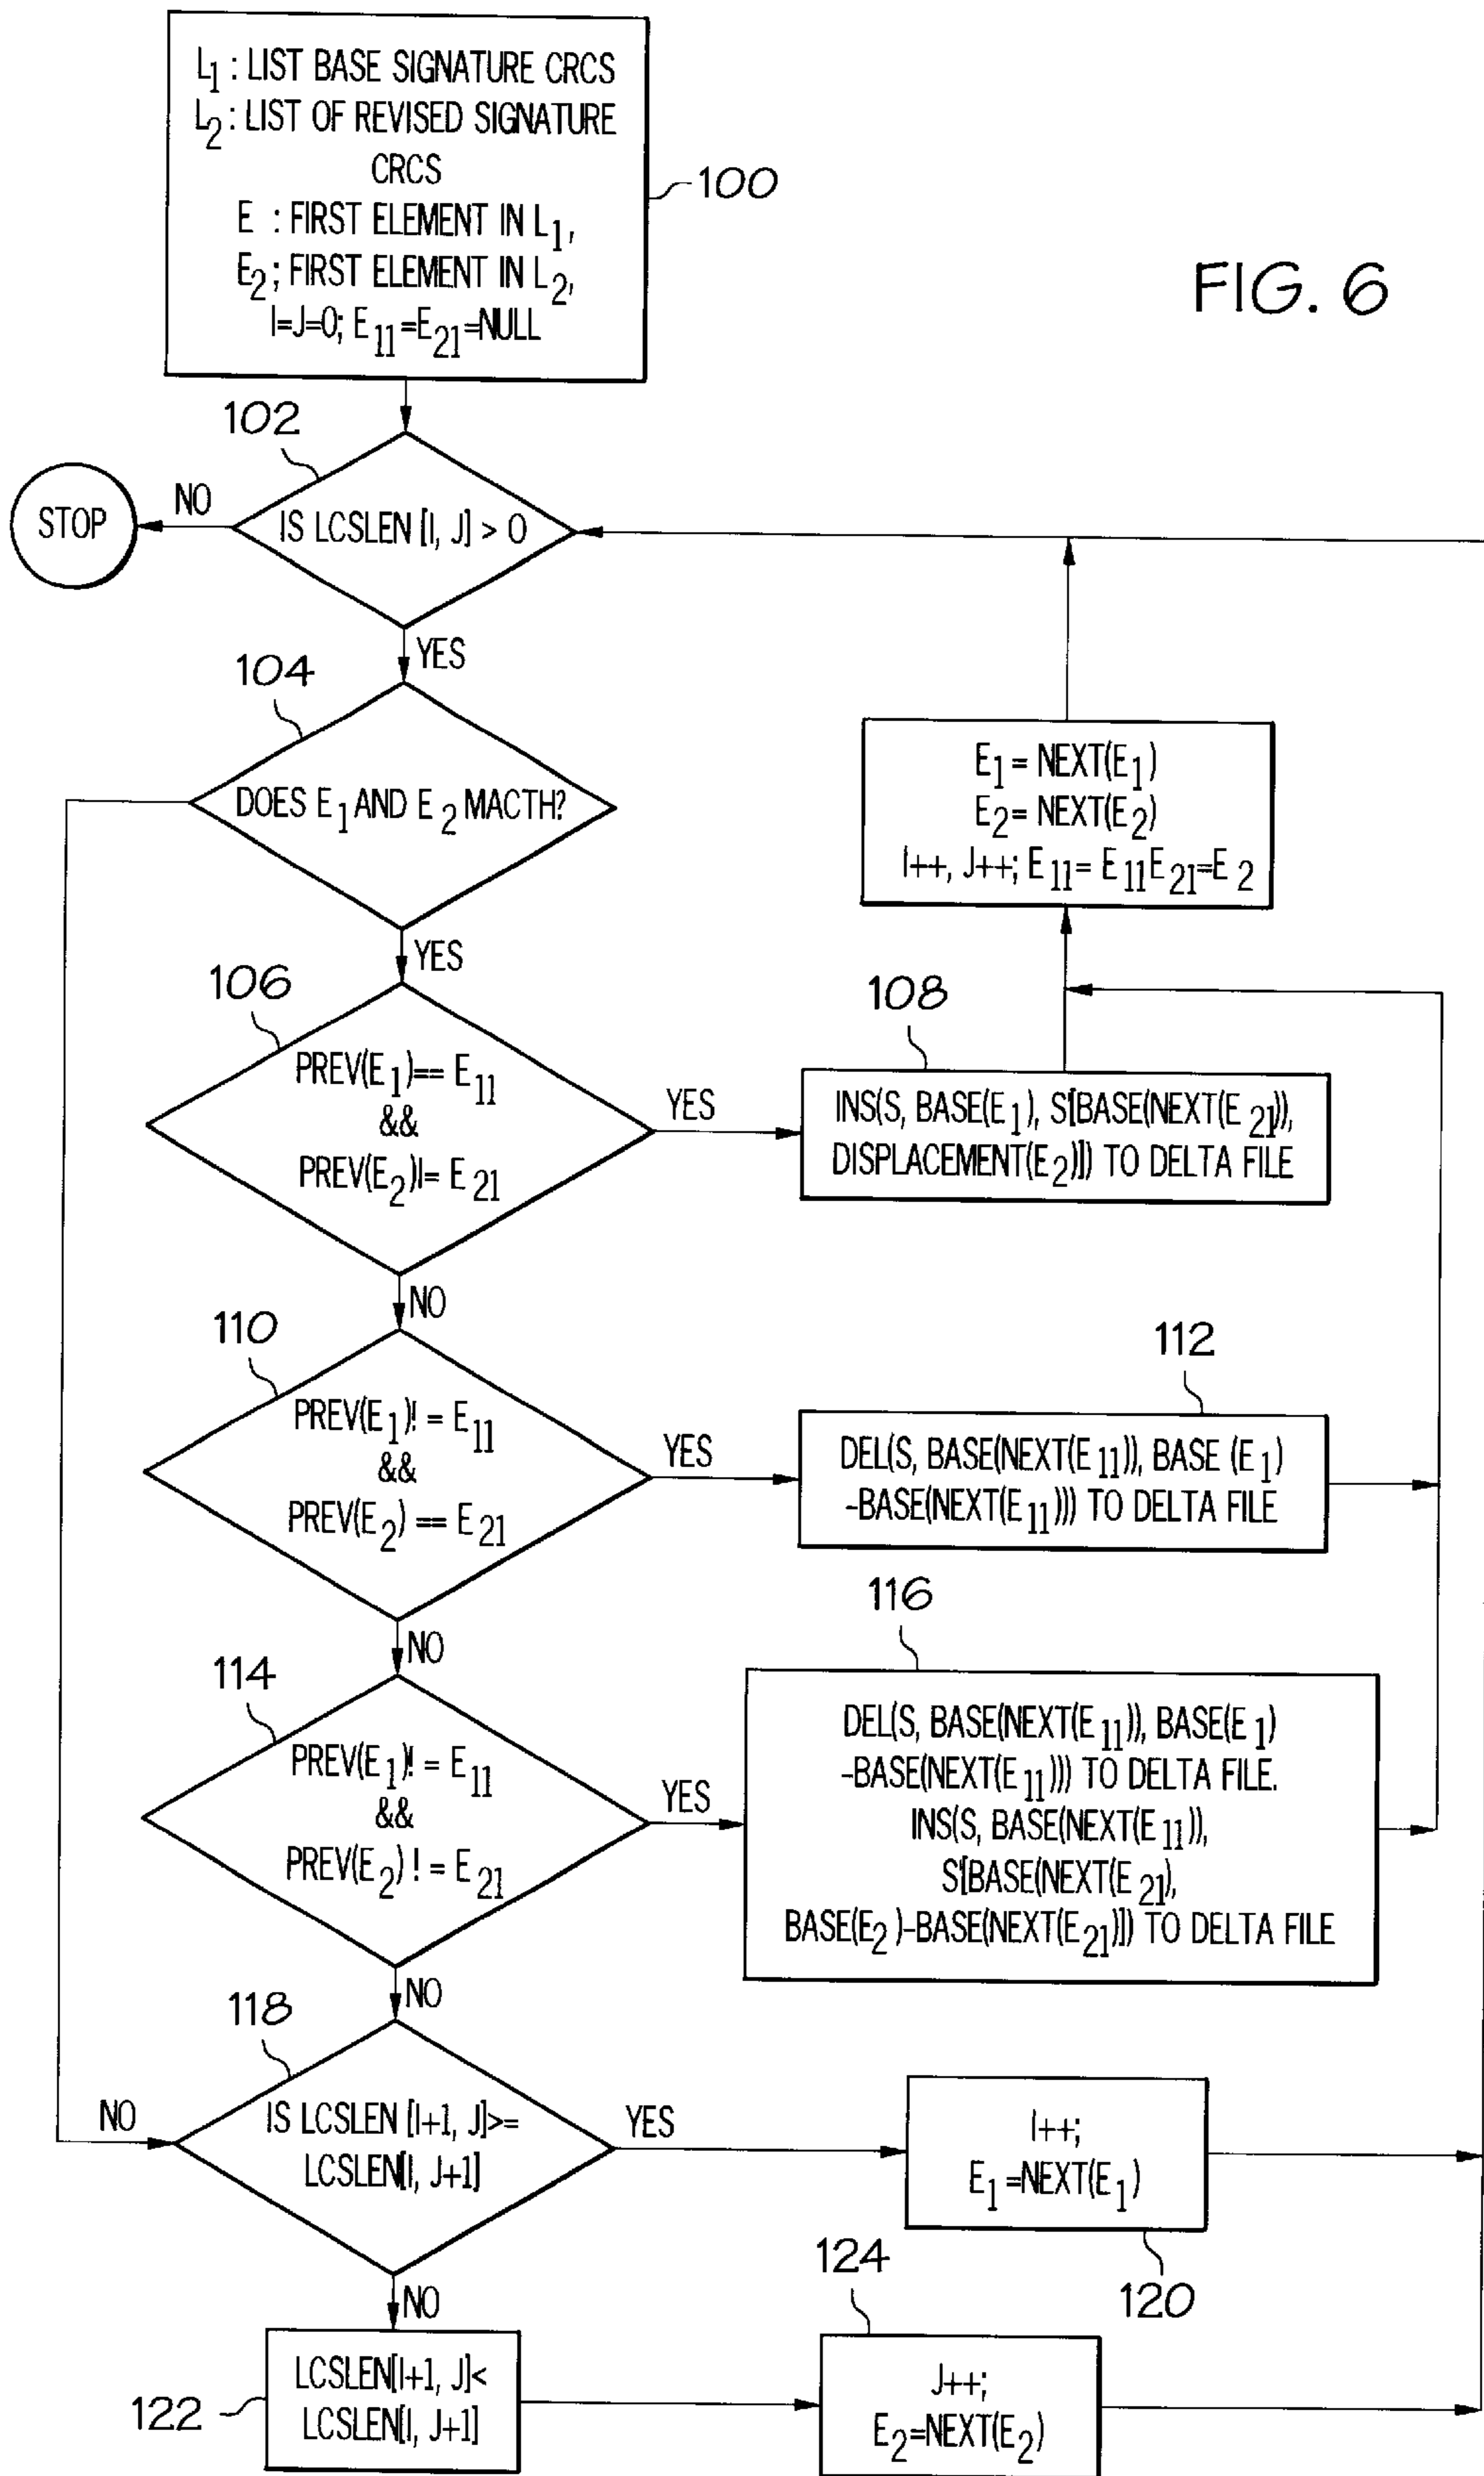 L1 : LIST BASE SIGNATURE CRCS
L2 : LIST OF REVISED SIGNATURE
CRCS
E : FIRST ELEMENT IN L1,
E2; FIRST ELEMENT IN L2,
I=J=0; E11=E21=NULL
100
FIG. 6
102
STOP
NO
IS LCSLEN [I, J] > 0
YES
104
DOES E1 AND E2 MACTH?
E1 = NEXT(E1)
E2 = NEXT(E2)
I++, J++; E11= E11E21=E2
YES
106
PREV(E1)== E11
&&
PREV(E2)I= E21
YES
108
INS(S, BASE(E1), S[BASE(NEXT(E21)),
DISPLACEMENT(E2)]) TO DELTA FILE
NO
110
PREV(E1)! = E11
&&
PREV(E2) == E21
YES
112
DEL(S, BASE(NEXT(E11)), BASE (E1)
-BASE(NEXT(E11))) TO DELTA FILE
NO
114
PREV(E1)! = E11
&&
PREV(E2) ! = E21
YES
116
DEL(S, BASE(NEXT(E11)), BASE(E1)
-BASE(NEXT(E11))) TO DELTA FILE.
INS(S, BASE(NEXT(E11)),
S[BASE(NEXT(E21),
BASE(E2)-BASE(NEXT(E21)]) TO DELTA FILE
NO
118
NO
IS LCSLEN [I+1, J]>=
LCSLEN[I, J+1]
YES
I++;
E1=NEXT(E1)
120
NO
122
LCSLEN[I+1, J]<
LCSLEN[I, J+1]
124
J++;
E2=NEXT(E2)